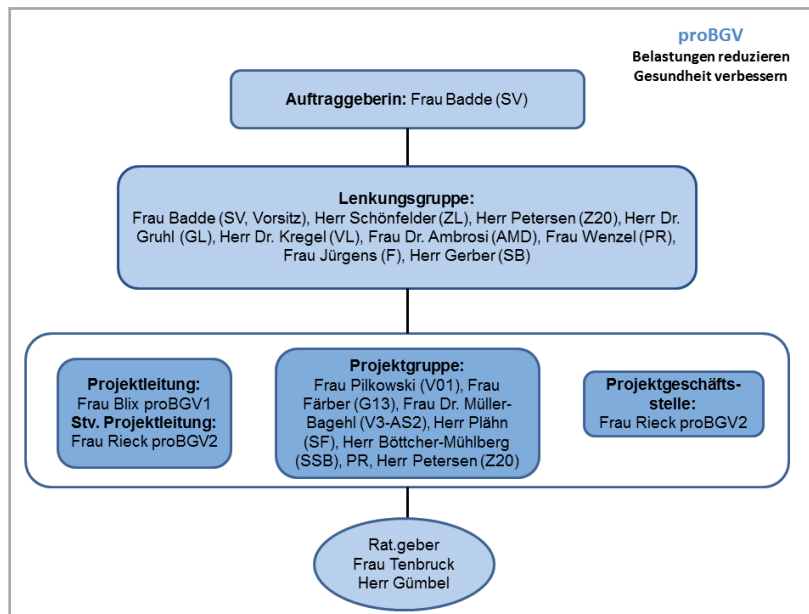 proBGV
Belastungen reduzieren
Gesundheit verbessern
Auftraggeberin: Frau Badde (SV)
Lenkungsgruppe:
Frau Badde (SV, Vorsitz), Herr Schönfelder (ZL), Herr Petersen (Z20), Herr Dr.
Gruhl (GL), Herr Dr. Kregel (VL), Frau Dr. Ambrosi (AMD), Frau Wenzel (PR),
Frau Jürgens (F), Herr Gerber (SB)
Projektleitung:
Frau Blix proBGV1
Stv. Projektleitung:
Frau Rieck proBGV2
Projektgruppe:
Frau Pilkowski (V01), Frau
Färber (G13), Frau Dr. Müller-
Bagehl (V3-AS2), Herr Plähn
(SF), Herr Böttcher-Mühlberg
(SSB), PR, Herr Petersen (Z20)
Projektgeschäfts-
stelle:
Frau Rieck proBGV2
Rat.geber
Frau Tenbruck
Herr Gümbel